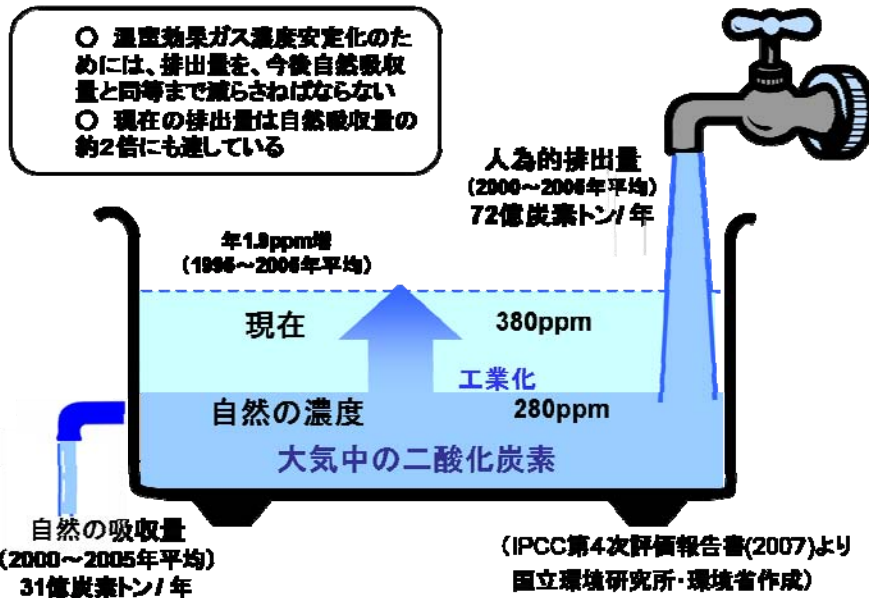 ○ 温室効果ガス濃度安定化のた
めには、排出量を、今後自然吸収
量と同等まで減らさねばならない
○ 現在の排出量は自然吸収量の
約2倍にも達している
人為的排出量
(2000~2005年平均)
72億炭素トン/年
年1.9ppm増
(1995~2005年平均)
現在
380ppm
工業化
自然の濃度
280ppm
大気中の二酸化炭素
自然の吸収量
(2000~2005年平均)
31億炭素トン/年
(IPCC第4次評価報告書(2007)より
国立環境研究所・環境省作成)